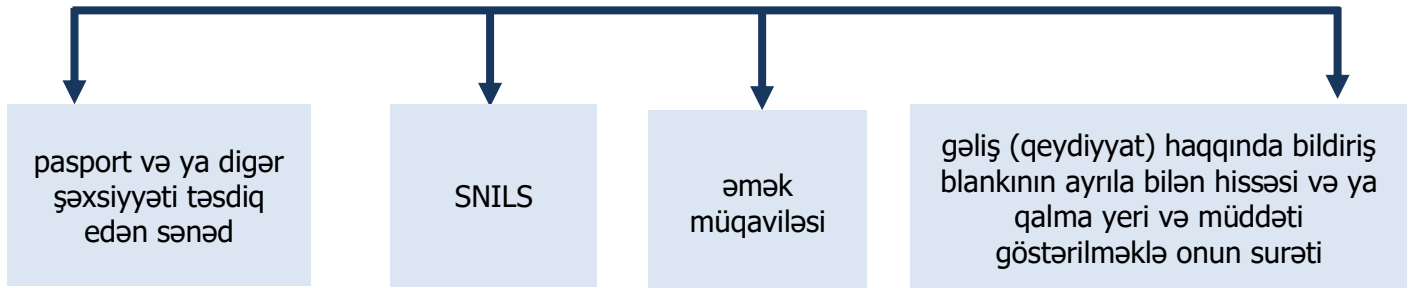 pasport və ya digər
şəxsiyyəti təsdiq
edən sənəd
SNILS
əmək
müqaviləsi
gəliş (qeydiyyat) haqqında bildiriş
blankının ayrıla bilən hissəsi və ya
qalma yeri və müddəti
göstərilməklə onun surəti